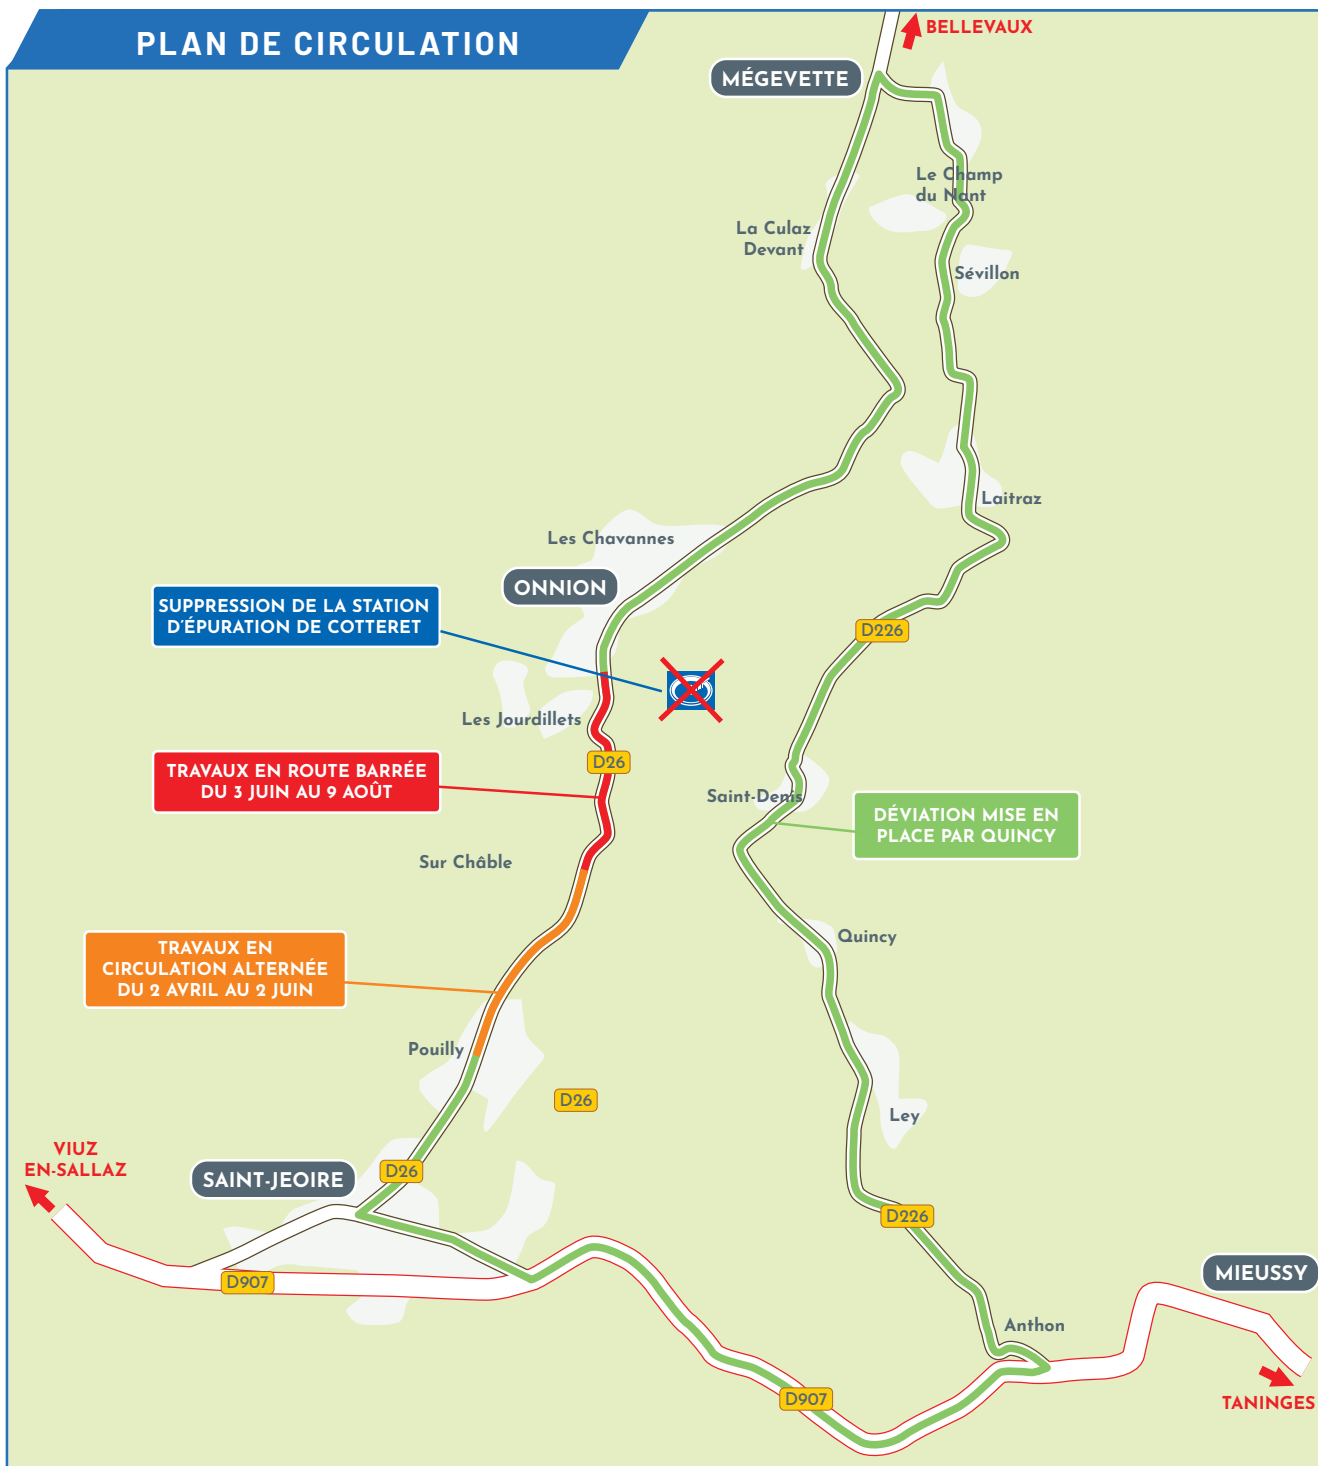 PLAN DE CIRCULATION
BELLEVAUX
MÉGEVETTE
Le Champ
du Nant
La Culaz
Devant
Sévillon
Laitraz
Les Chavannes
ONNION
SUPPRESSION DE LA STATION
D'ÉPURATION DE COTTERET
D226
Les Jourdillets
D26
TRAVAUX EN ROUTE BARRÉE
DU 3 JUIN AU 9 AOÛT
Saint-Denis
DÉVIATION MISE EN
PLACE PAR QUINCY
Sur Châble
Quincy
TRAVAUX EN
CIRCULATION ALTERNÉE
DU 2 AVRIL AU 2 JUIN
Pouilly
D26
Ley
VIUZ
EN-SALLAZ
SAINT-JEOIRE
D26
D226
D907
MIEUSSY
Anthon
D907
TANINGES